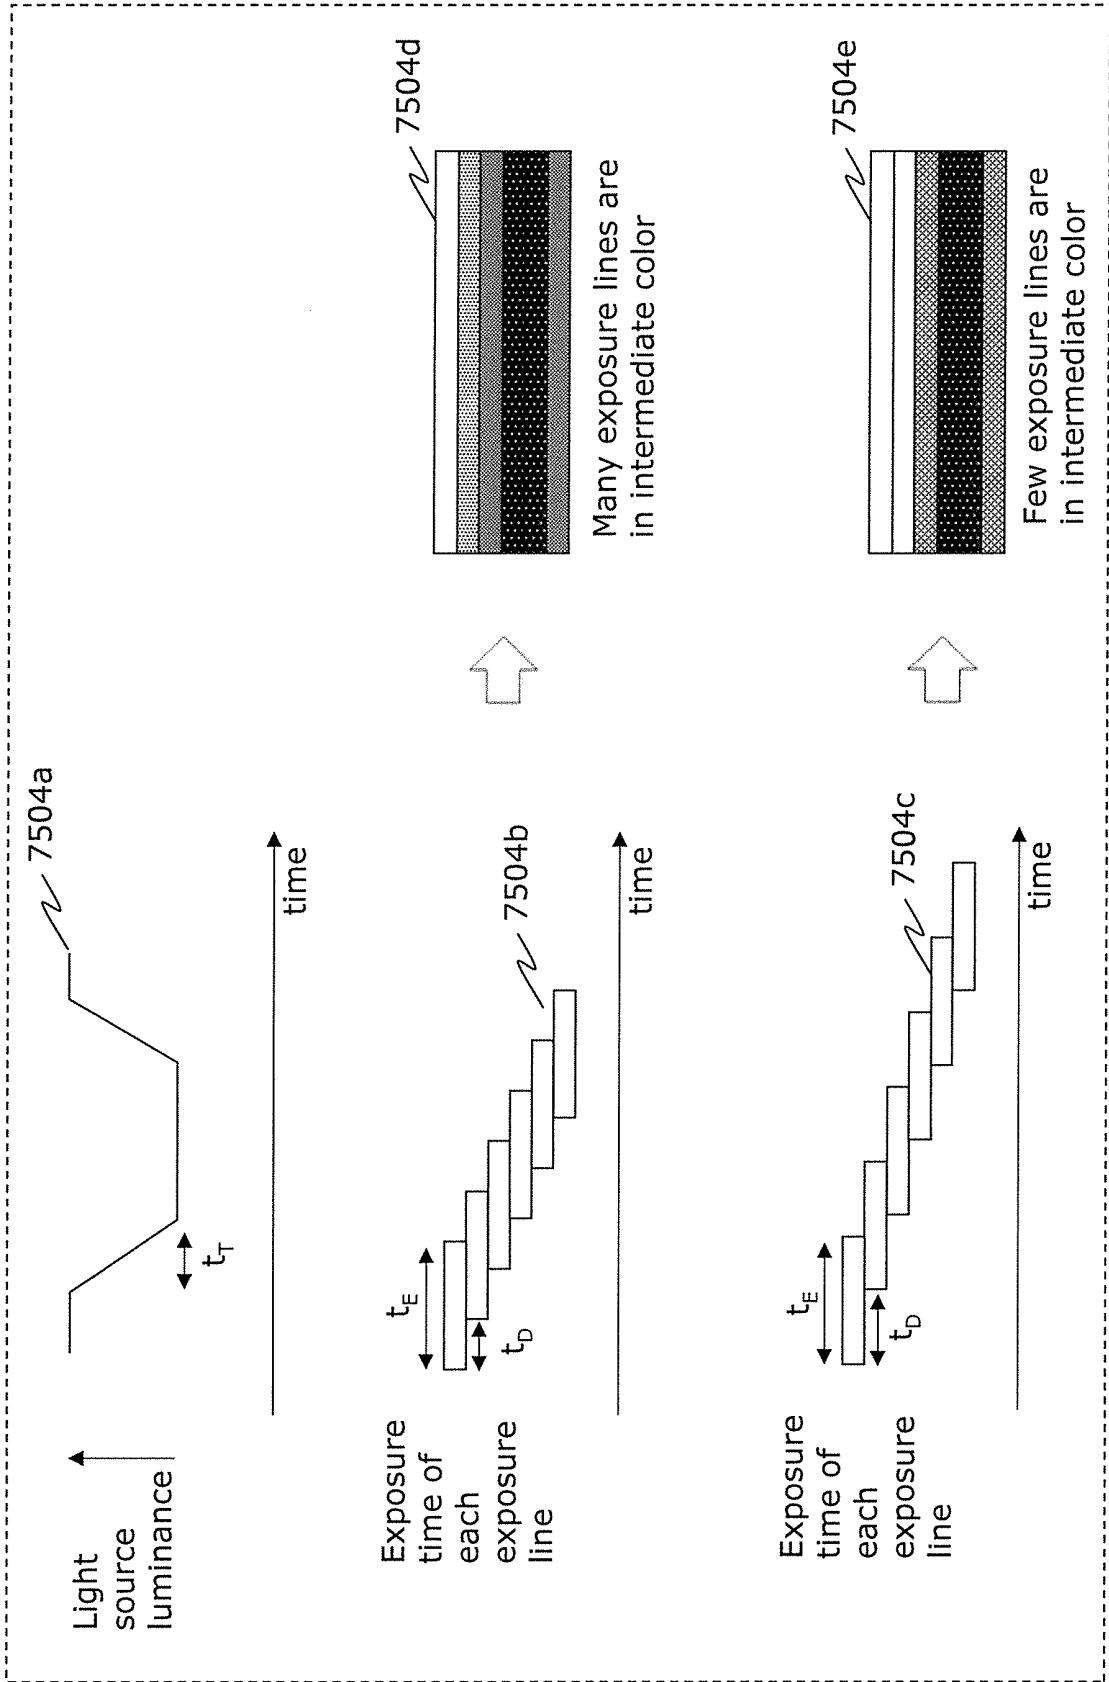 Light
source
luminance
7504a
t_T
time
Exposure
time of
each
exposure
line
t_E
t_D
7504b
time
7504d
Many exposure lines are
in intermediate color
Exposure
time of
each
exposure
line
t_E
t_D
7504c
time
7504e
Few exposure lines are
in intermediate color